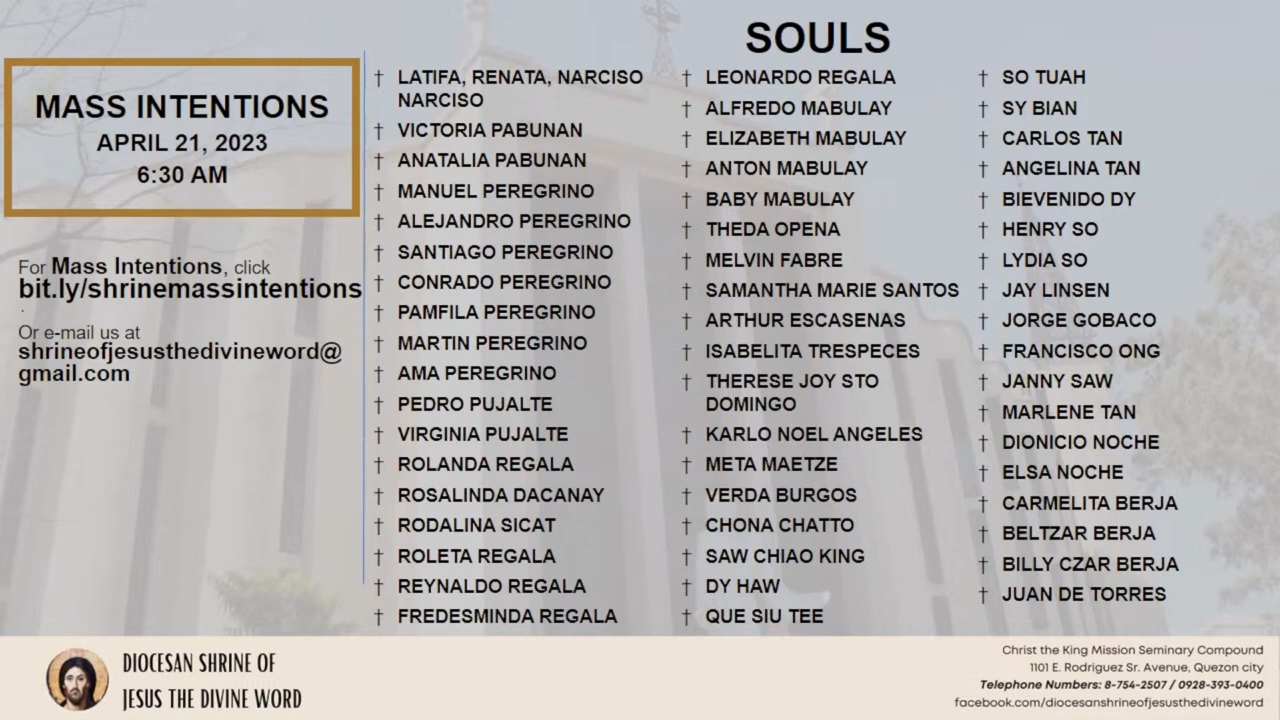 SOULS
MASS INTENTIONS
APRIL 21, 2023
6:30 AM
For Mass Intentions, click
bit.ly/shrinemassintentions
.
Or e-mail us at
shrineofjesusthedivineword@
gmail.com
† LATIFA, RENATA, NARCISO
NARCISO
† VICTORIA PABUNAN
† ANATALIA PABUNAN
† MANUEL PEREGRINO
† ALEJANDRO PEREGRINO
† SANTIAGO PEREGRINO
† CONRADO PEREGRINO
† PAMFILA PEREGRINO
† MARTIN PEREGRINO
† AMA PEREGRINO
† PEDRO PUJALTE
† VIRGINIA PUJALTE
† ROLANDA REGALA
† ROSALINDA DACANAY
† RODALINA SICAT
† ROLETA REGALA
† REYNALDO REGALA
† FREDESMINDA REGALA
† LEONARDO REGALA
† ALFREDO MABULAY
† ELIZABETH MABULAY
† ANTON MABULAY
† BABY MABULAY
† THEDA OPENA
† MELVIN FABRE
† SAMANTHA MARIE SANTOS
† ARTHUR ESCASENAS
† ISABELITA TRESPECES
† THERESE JOY STO
DOMINGO
† KARLO NOEL ANGELES
† META MAETZE
† VERDA BURGOS
† CHONA CHATTO
† SAW CHIAO KING
† DY HAW
† QUE SIU TEE
† SO TUAH
† SY BIAN
† CARLOS TAN
† ANGELINA TAN
† BIEVENIDO DY
† HENRY SO
† LYDIA SO
† JAY LINSEN
† JORGE GOBACO
† FRANCISCO ONG
† JANNY SAW
† MARLENE TAN
† DIONICIO NOCHE
† ELSA NOCHE
† CARMELITA BERJA
† BELTZAR BERJA
† BILLY CZAR BERJA
† JUAN DE TORRES
DIOCESAN SHRINE OF
JESUS THE DIVINE WORD
Christ the King Mission Seminary Compound
1101 E. Rodriguez Sr. Avenue, Quezon city
Telephone Numbers: 8-754-2507 / 0928-393-0400
facebook.com/diocesanshrineofjesusthedivineword